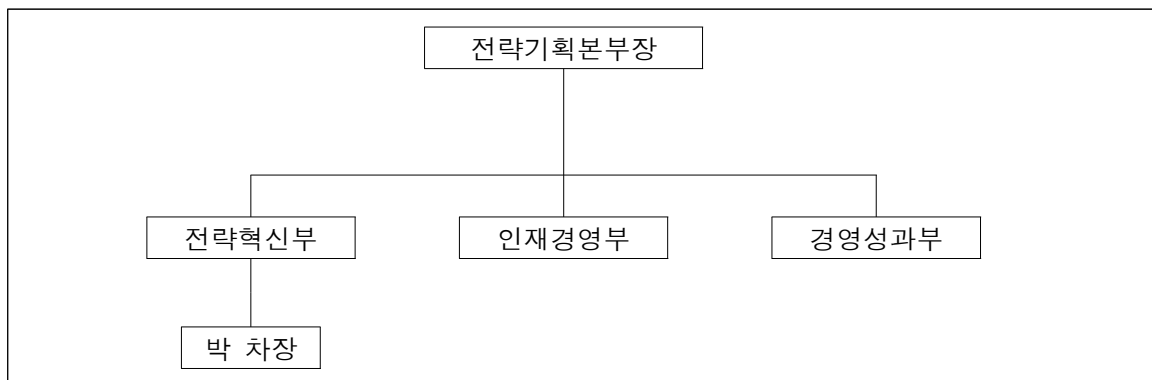 전략기획본부장
전략혁신부
인재경영부
경영성과부
박 차장